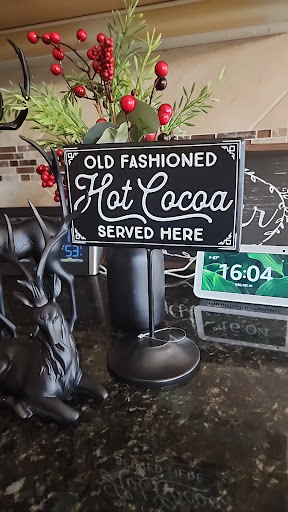 OLD FASHIONED
Hot Cocoa
SERVED HERE
16:04